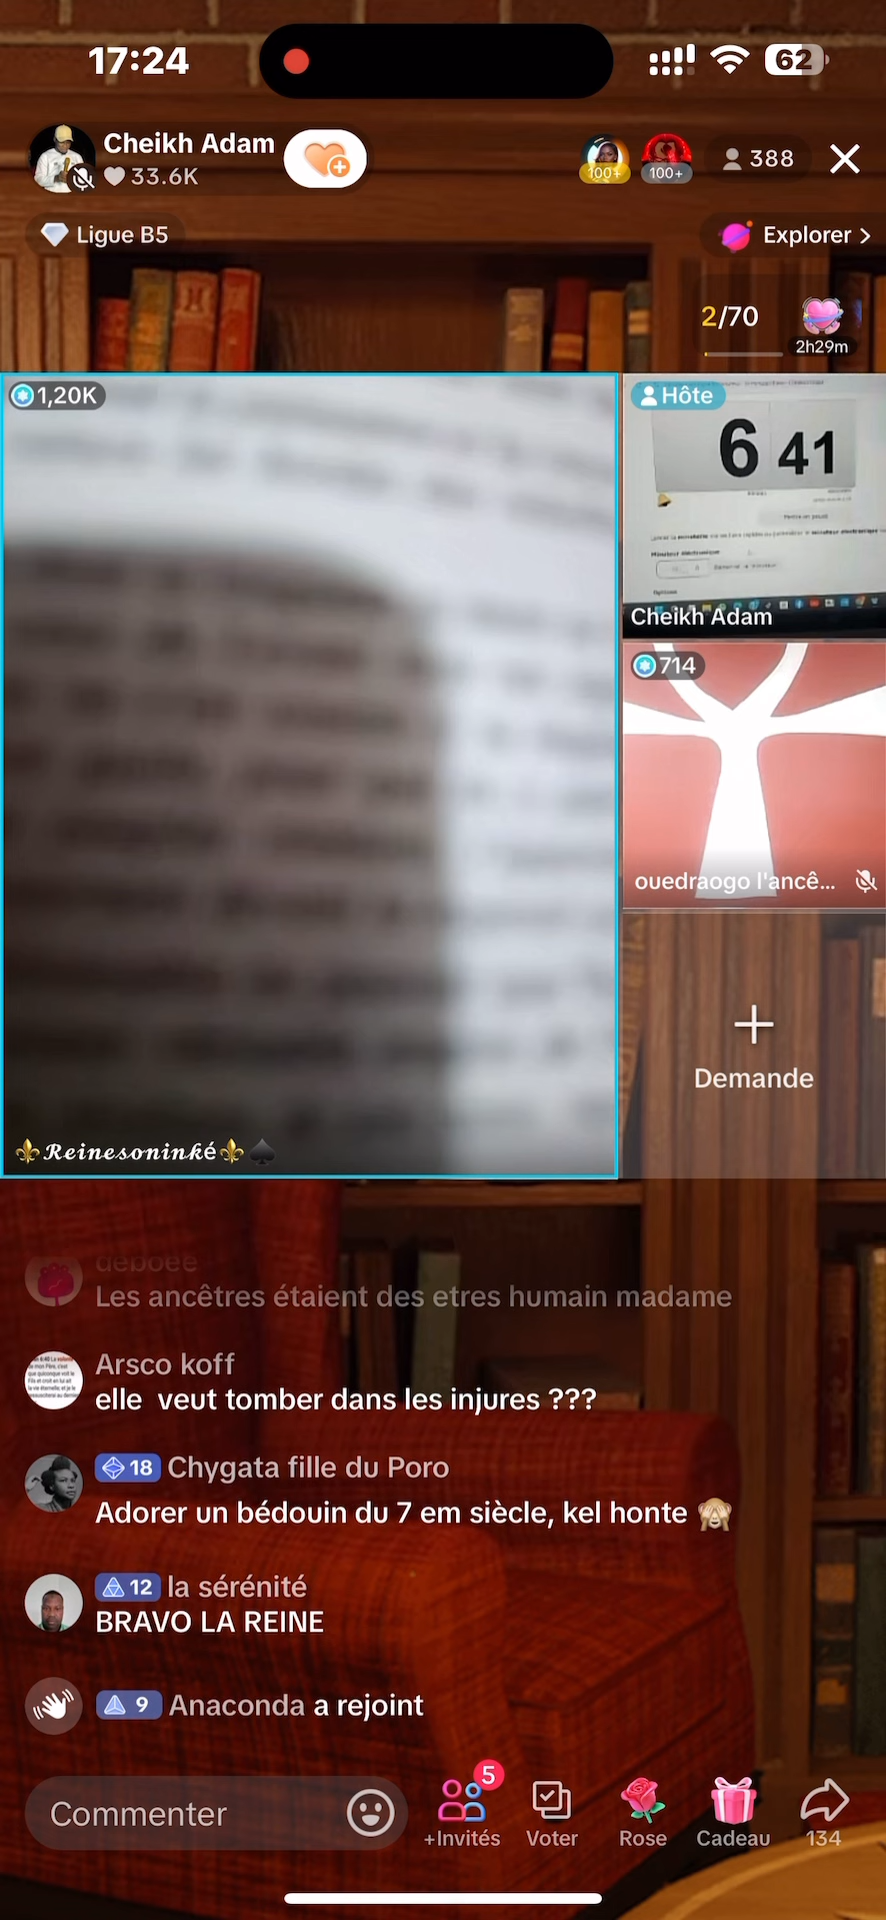 17:24
62
Cheikh Adam
33.6K
100+
100+
388
Ligue B5
Explorer
2/70
2h29m
1,20K
Hôte
6 41
Cheikh Adam
714
ouedraogo l'ancê...
Demande
⚜️𝓡𝓮𝓲𝓷𝓮𝓼𝓸𝓷𝓲𝓷𝓴é⚜️♠️
Les ancêtres étaient des etres humain madame
Arsco koff
elle veut tomber dans les injures ???
18 Chygata fille du Poro
Adorer un bédouin du 7 em siècle, kel honte 🙈
12 la sérénité
BRAVO LA REINE
9 Anaconda a rejoint
Commenter
5
+Invités
Voter
Rose
Cadeau
134